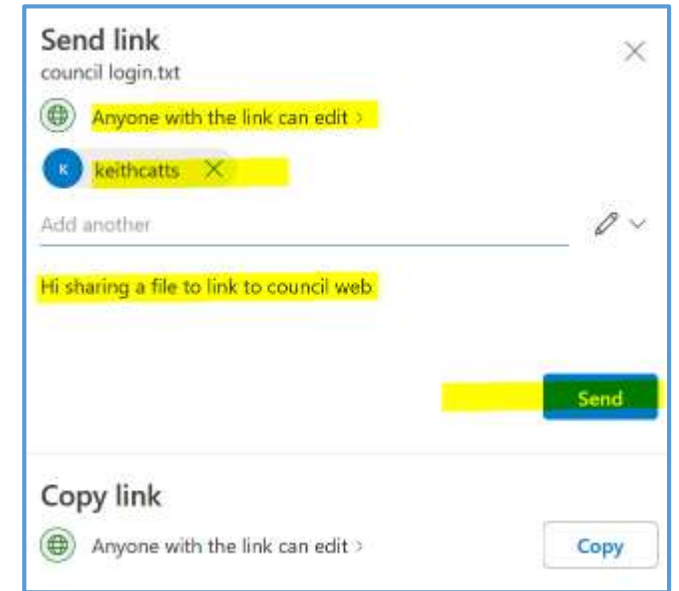 Send link
council login.txt
Anyone with the link can edit >
K keithcatts
Add another
Hi sharing a file to link to council web
Send
Copy link
Anyone with the link can edit >
Copy